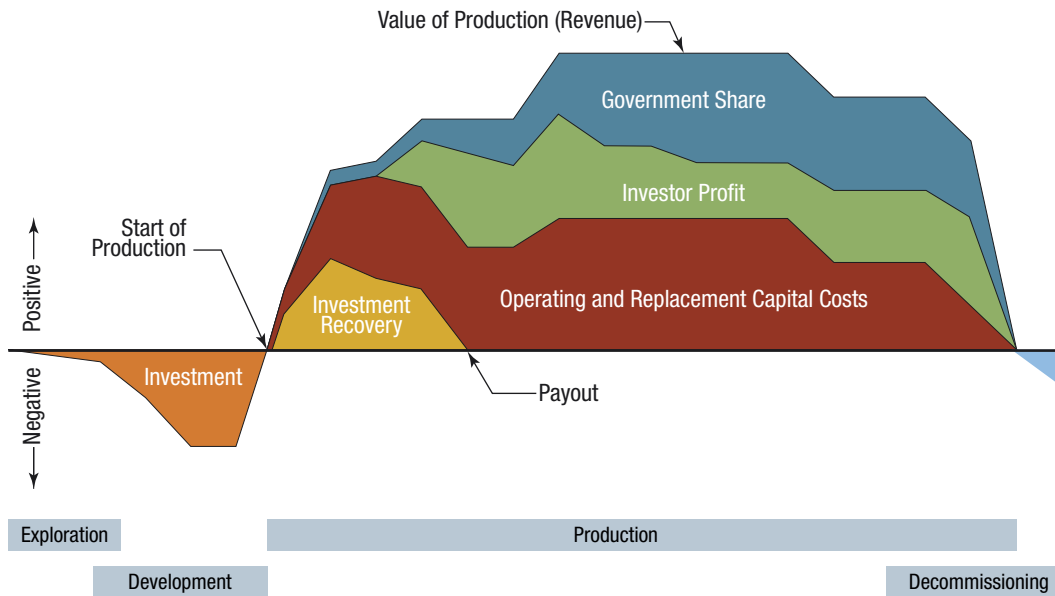 Value of Production (Revenue)
Government Share
Investor Profit
Start of
Production
Positive
Operating and Replacement Capital Costs
Investment
Recovery
Investment
Payout
Negative
Exploration
Production
Development
Decommissioning